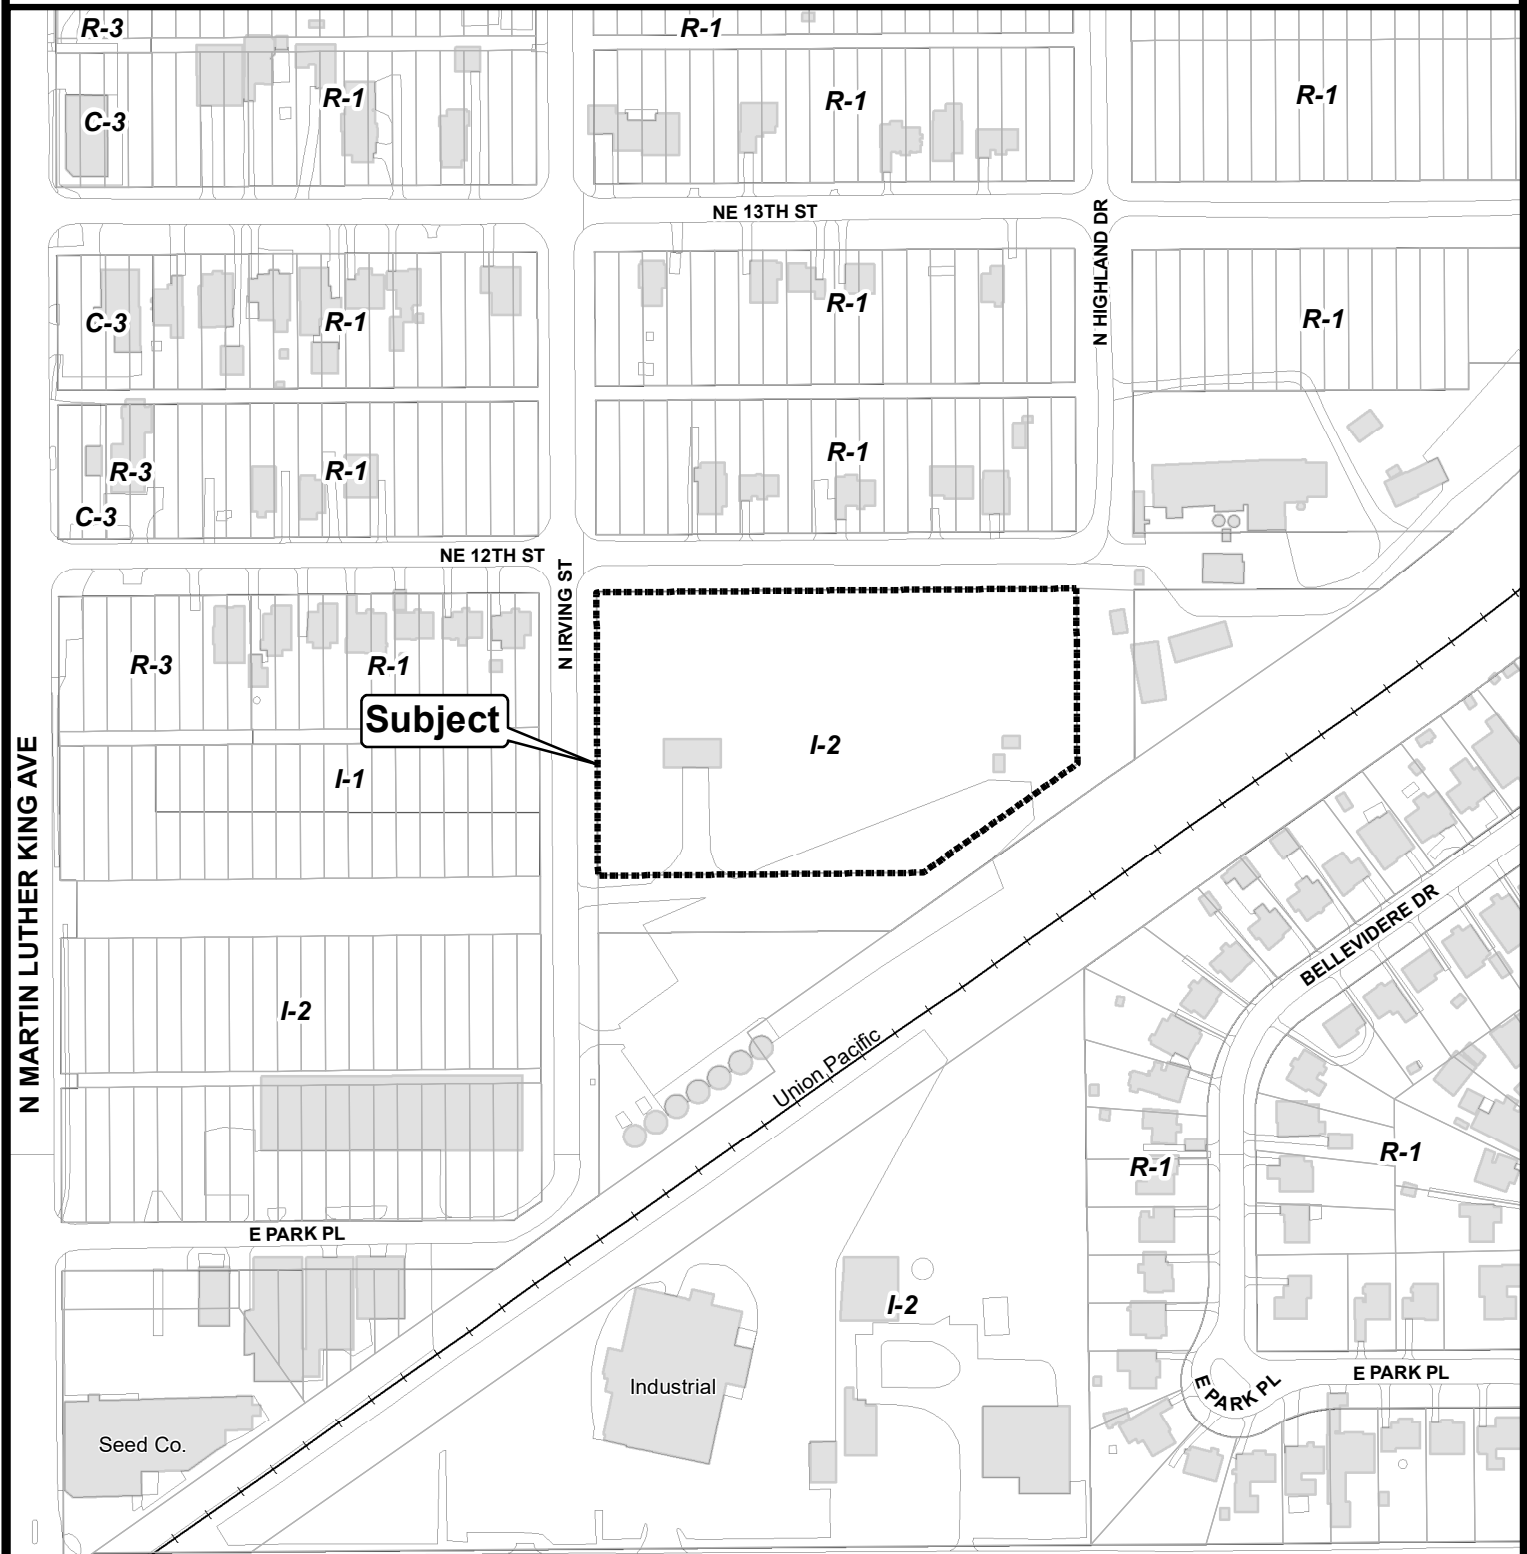 R-3
R-1
C-3
R-1
R-1
R-1
NE 13TH ST
N HIGHLAND DR
C-3
R-1
R-1
R-1
R-3
R-1
R-1
C-3
NE 12TH ST
N IRVING ST
R-3
R-1
Subject
I-2
I-1
N MARTIN LUTHER KING AVE
BELLEVIDERE DR
I-2
Union Pacific
R-1
R-1
E PARK PL
I-2
Industrial
E PARK PL
E PARK PL
Seed Co.